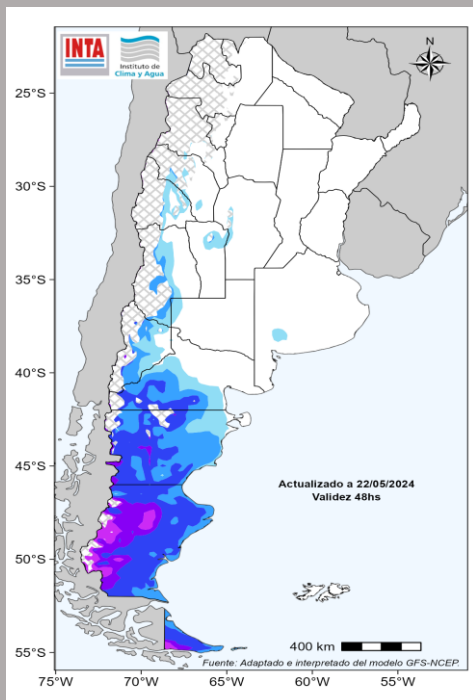 INTA
Instituto de
Clima y Agua
N
25°S
30°S
35°S
40°S
45°S
50°S
55°S
Actualizado a 22/05/2024
Validez 48hs
400 km
Fuente: Adaptado e interpretado del modelo GFS-NCEP.
75°W
70°W
65°W
60°W
55°W